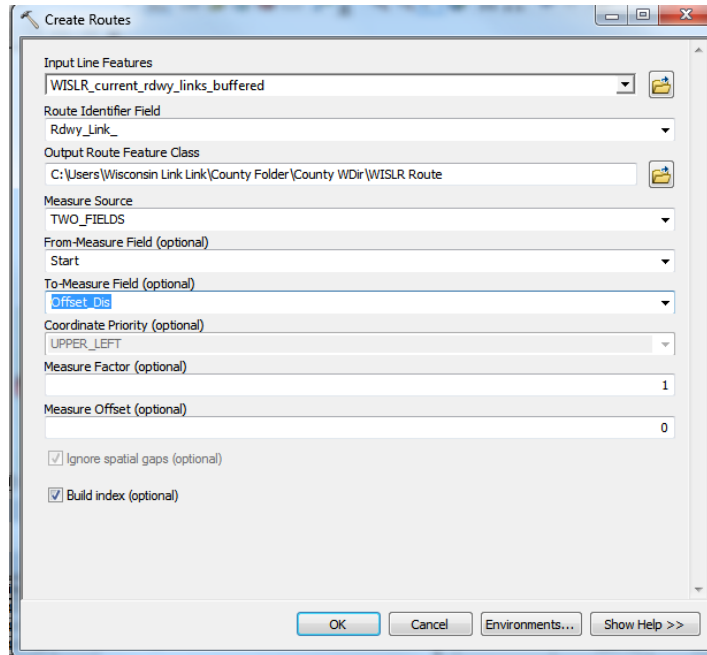 Create Routes
Input Line Features
WISLR_current_rdwy_links_buffered
Route Identifier Field
Rdwy_Link_
Output Route Feature Class
C:\Users\Wisconsin Link Link\County Folder\County WDir\WISLR Route
Measure Source
TWO_FIELDS
From-Measure Field (optional)
Start
To-Measure Field (optional)
Offset_Dis
Coordinate Priority (optional)
UPPER_LEFT
Measure Factor (optional)
1
Measure Offset (optional)
0
Ignore spatial gaps (optional)
Build index (optional)
OK Cancel Environments... Show Help >>